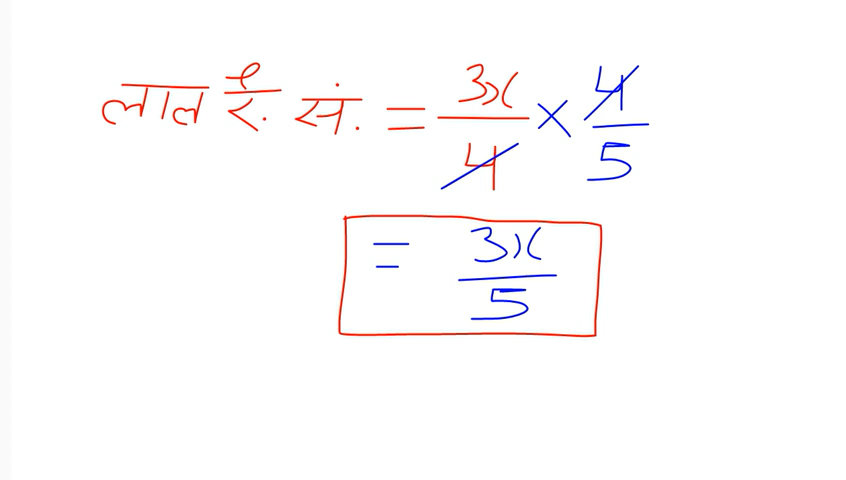 लाल रे. सं. = 3x/4 × 4/5
= 3x/5